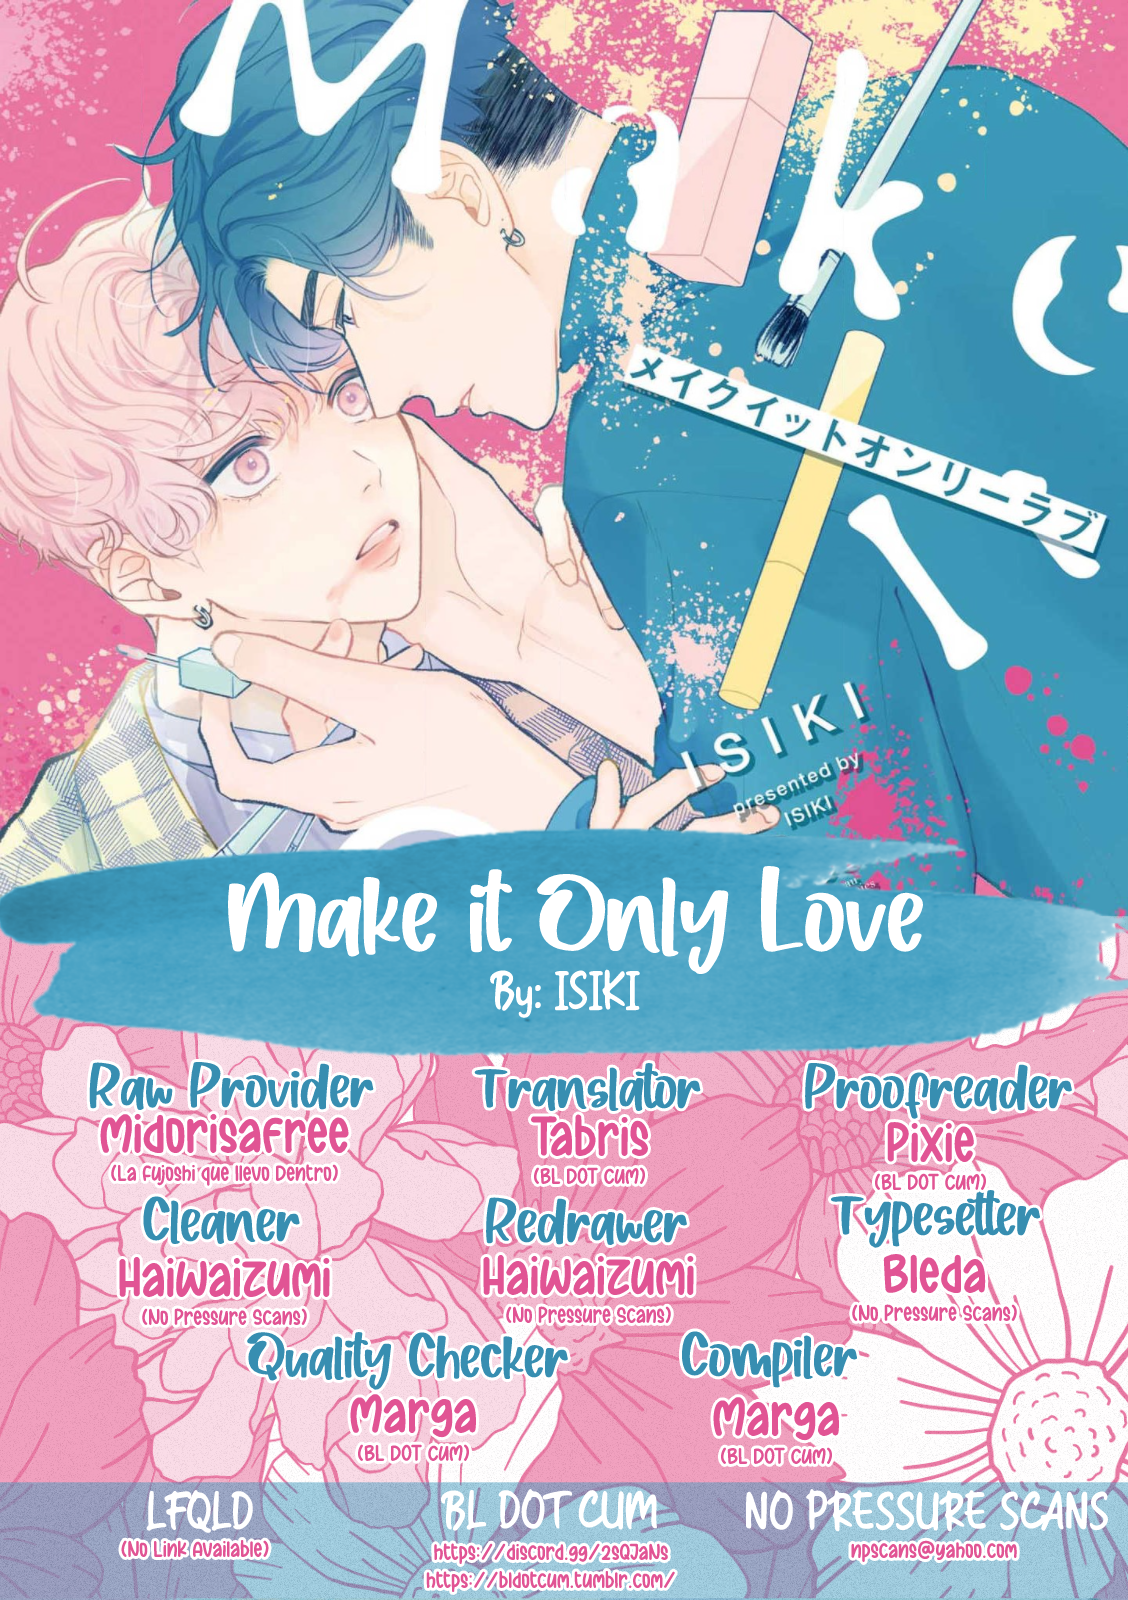 Make
メイクイットオンリーラブ
ISIKI
presented by
ISIKI
Make it Only Love
By: ISIKI
Raw Provider
Midorisafree
(La fujoshi que llevo Dentro)
Translator
Tabris
(BL DOT CUM)
Proofreader
Pixie
(BL DOT CUM)
Cleaner
Haiwaizumi
(No Pressure Scans)
Redrawer
Haiwaizumi
(No Pressure Scans)
Typesetter
Bleda
(No Pressure Scans)
Quality Checker
Marga
(BL DOT CUM)
Compiler
Marga
(BL DOT CUM)
LFQLD
(No Link Available)
BL DOT CUM
https://discord.gg/2sQJaNs
https://bldotcum.tumblr.com/
NO PRESSURE SCANS
npscans@yahoo.com